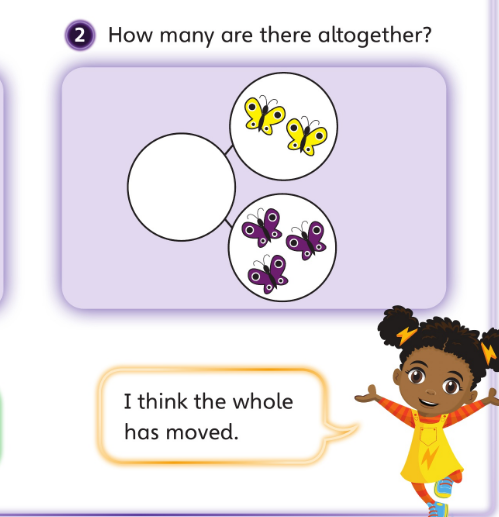 2 How many are there altogether?
I think the whole
has moved.